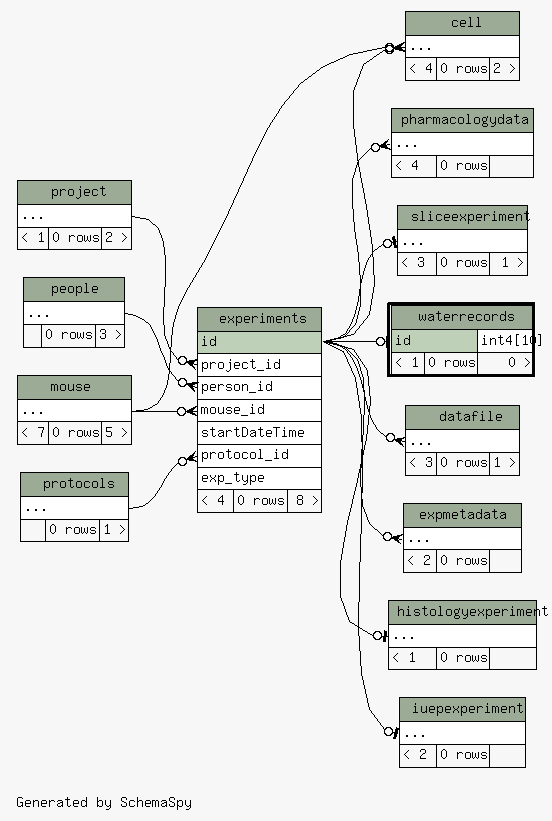 cell
...
< 4 0 rows 2 >
pharmacologydata
...
< 4 0 rows
sliceexperiment
...
< 3 0 rows 1 >
project
...
< 1 0 rows 2 >
people
...
0 rows 3 >
mouse
...
< 7 0 rows 5 >
protocols
...
0 rows 1 >
experiments
id
project_id
person_id
mouse_id
startDateTime
protocol_id
exp_type
< 4 0 rows 8 >
waterrecords
id int4[10]
< 1 0 rows 0 >
datafile
...
< 3 0 rows 1 >
expmetadata
...
< 2 0 rows
histologyexperiment
...
< 1 0 rows
iuepexperiment
...
< 2 0 rows
Generated by SchemaSpy